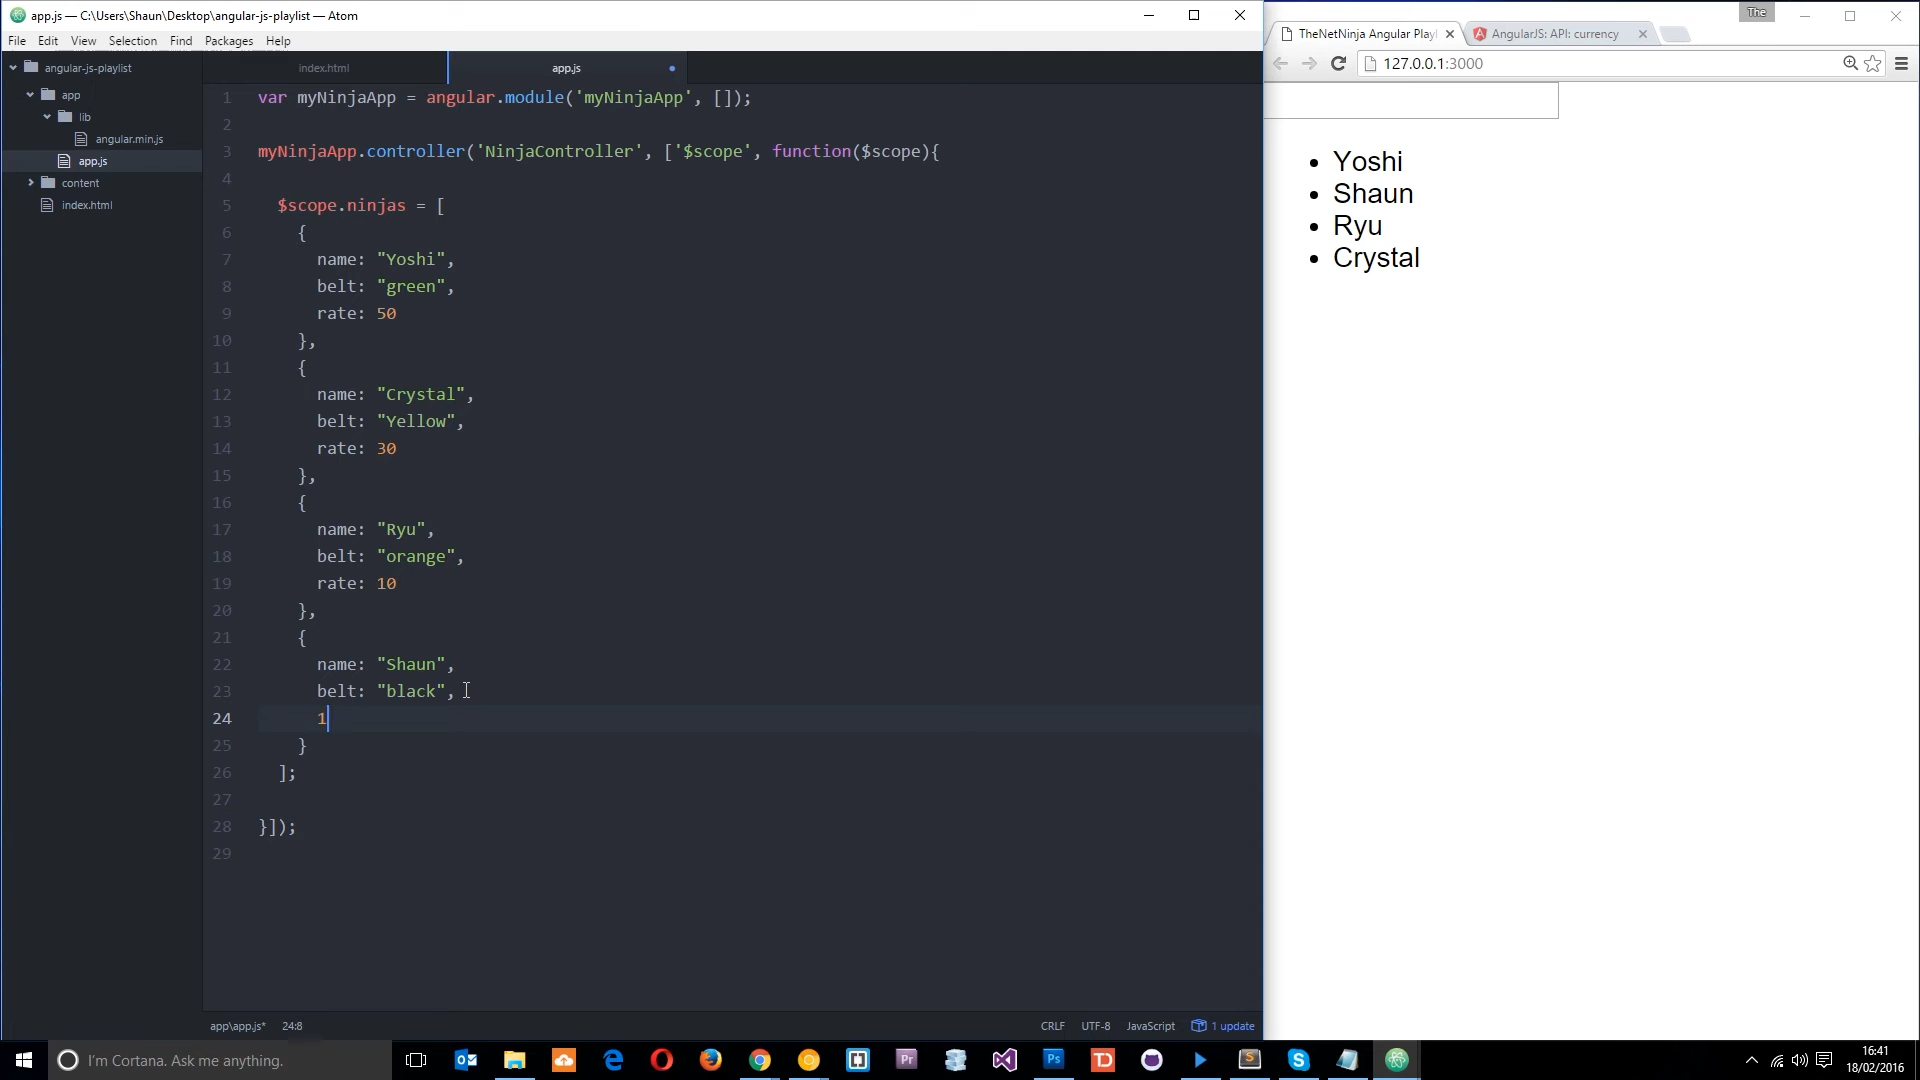 app.js — C:\Users\Shaun\Desktop\angular-js-playlist — Atom
File Edit View Selection Find Packages Help
angular-js-playlist
app
lib
angular.min.js
app.js
content
index.html
index.html
app.js
1 var myNinjaApp = angular.module('myNinjaApp', []);
2
3 myNinjaApp.controller('NinjaController', ['$scope', function($scope){
4
5 $scope.ninjas = [
6 {
7 name: "Yoshi",
8 belt: "green",
9 rate: 50
10 },
11 {
12 name: "Crystal",
13 belt: "Yellow",
14 rate: 30
15 },
16 {
17 name: "Ryu",
18 belt: "orange",
19 rate: 10
20 },
21 {
22 name: "Shaun",
23 belt: "black",
24 1
25 }
26 ];
27
28 }]);
29
app\app.js* 24:8
CRLF UTF-8 JavaScript 1 update
The
TheNetNinja Angular Playl
AngularJS: API: currency
127.0.0.1:3000
Yoshi
Shaun
Ryu
Crystal
I'm Cortana. Ask me anything.
Pr
Ps
TD
S
16:41
18/02/2016